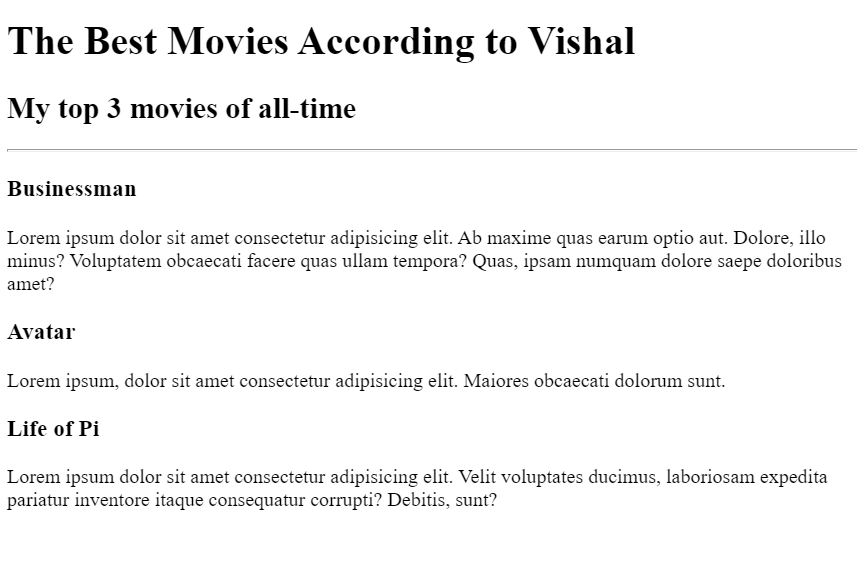 The Best Movies According to Vishal
My top 3 movies of all-time
Businessman
Lorem ipsum dolor sit amet consectetur adipisicing elit. Ab maxime quas earum optio aut. Dolore, illo
minus? Voluptatem obcaecati facere quas ullam tempora? Quas, ipsam numquam dolore saepe doloribus
amet?
Avatar
Lorem ipsum, dolor sit amet consectetur adipisicing elit. Maiores obcaecati dolorum sunt.
Life of Pi
Lorem ipsum dolor sit amet consectetur adipisicing elit. Velit voluptates ducimus, laboriosam expedita
pariatur inventore itaque consequatur corrupti? Debitis, sunt?